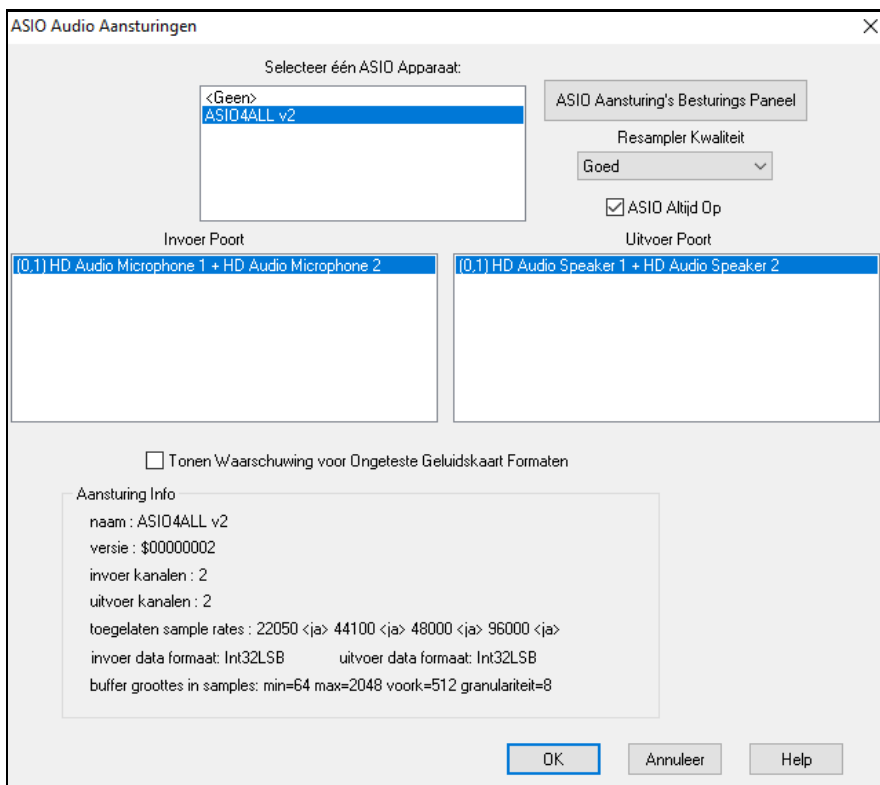 ASIO Audio Aansturingen
Selecteer één ASIO Apparaat:
<Geen>
ASIO4ALL v2
ASIO Aansturing's Besturings Paneel
Resampler Kwaliteit
Goed
ASIO Altijd Op
Invoer Poort
(0,1) HD Audio Microphone 1 + HD Audio Microphone 2
Uitvoer Poort
(0,1) HD Audio Speaker 1 + HD Audio Speaker 2
Tonen Waarschuwing voor Ongeteste Geluidskaart Formaten
Aansturing Info
naam : ASIO4ALL v2
versie : $00000002
invoer kanalen : 2
uitvoer kanalen : 2
toegelaten sample rates : 22050 <ja> 44100 <ja> 48000 <ja> 96000 <ja>
invoer data formaat: Int32LSB uitvoer data formaat: Int32LSB
buffer groottes in samples: min=64 max=2048 voork=512 granulariteit=8
OK Annuleer Help